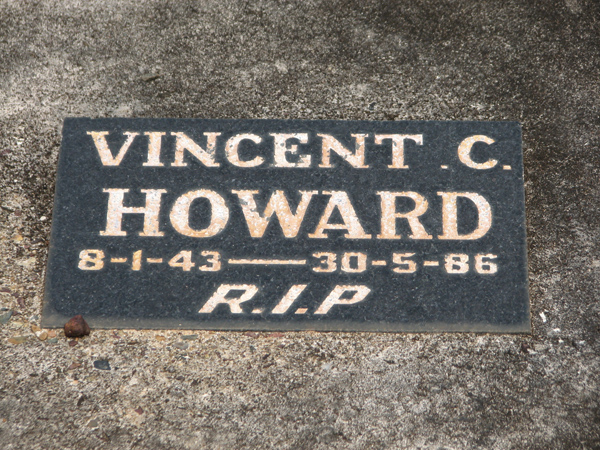 VINCENT .C.
HOWARD
8-1-43—30-5-86
R.I.P